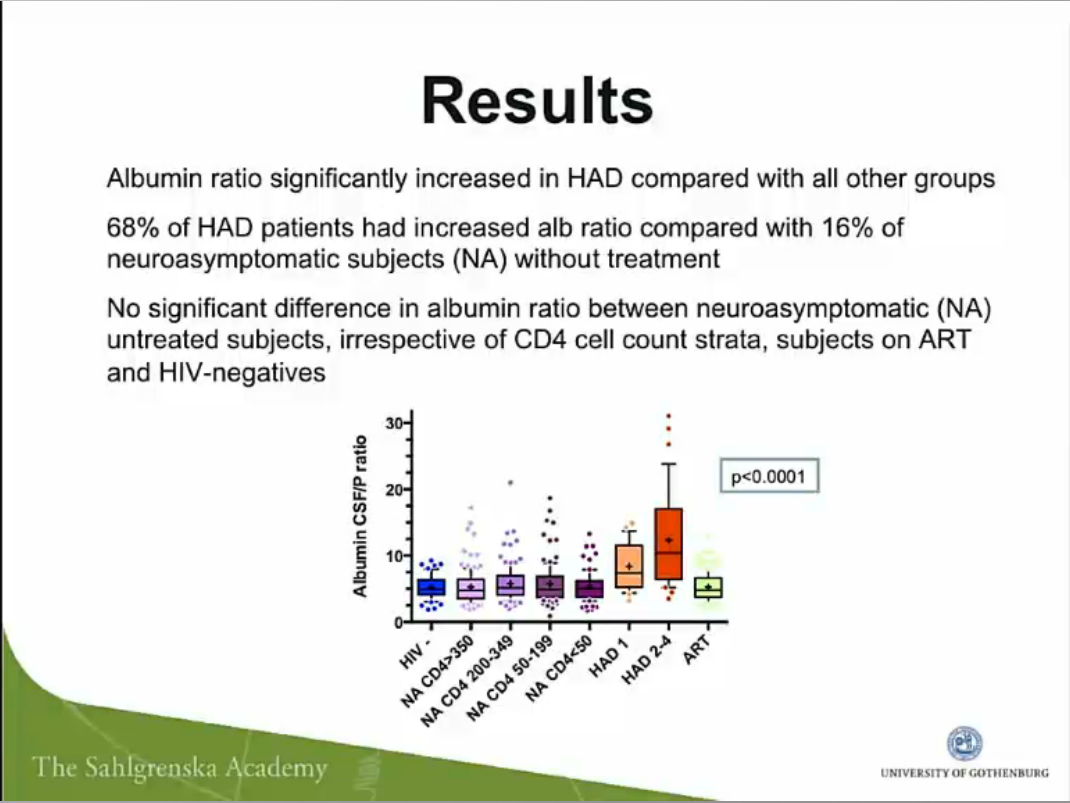 Results
Albumin ratio significantly increased in HAD compared with all other groups
68% of HAD patients had increased alb ratio compared with 16% of
neuroasymptomatic subjects (NA) without treatment
No significant difference in albumin ratio between neuroasymptomatic (NA)
untreated subjects, irrespective of CD4 cell count strata, subjects on ART
and HIV-negatives
Albumin CSF/P ratio
30
20
10
0
p<0.0001
HIV -
NA CD4>350
NA CD4 200-349
NA CD4 50-199
NA CD4<50
HAD 1
HAD 2-4
ART
The Sahlgrenska Academy
UNIVERSITY OF GOTHENBURG